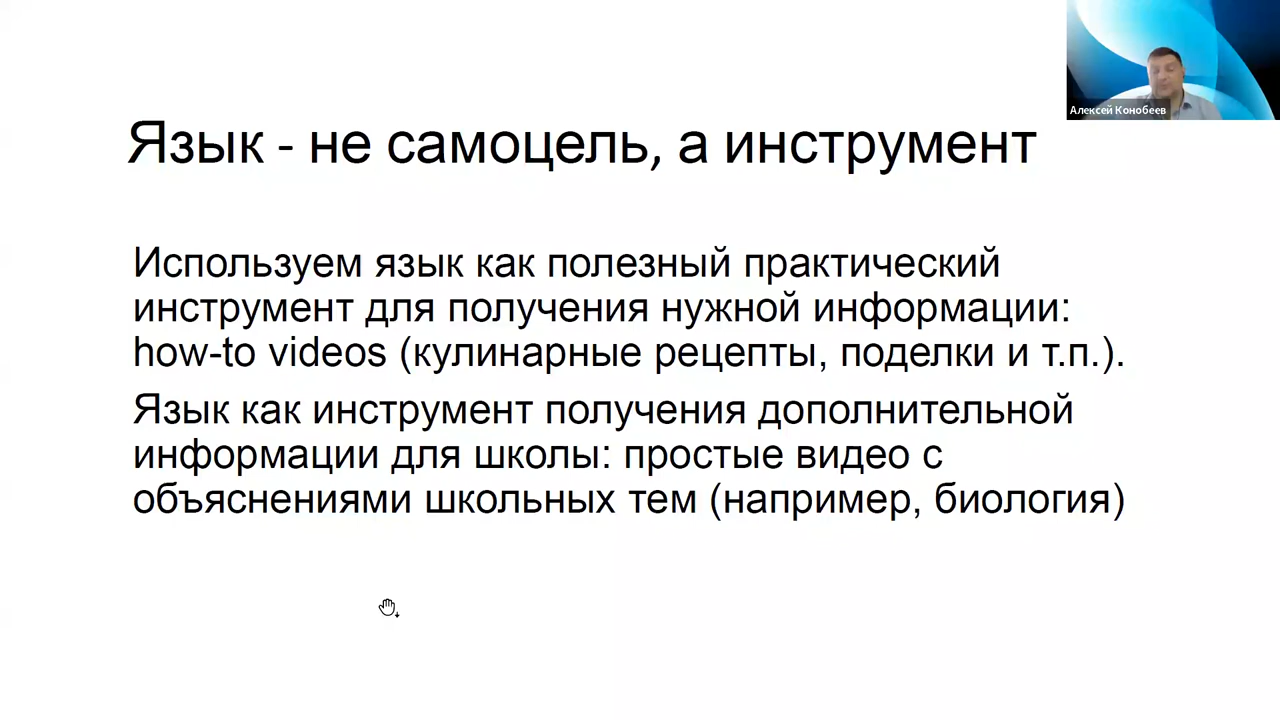 Алексей Конобеев
Язык - не самоцель, а инструмент
Используем язык как полезный практический
инструмент для получения нужной информации:
how-to videos (кулинарные рецепты, поделки и т.п.).
Язык как инструмент получения дополнительной
информации для школы: простые видео с
объяснениями школьных тем (например, биология)